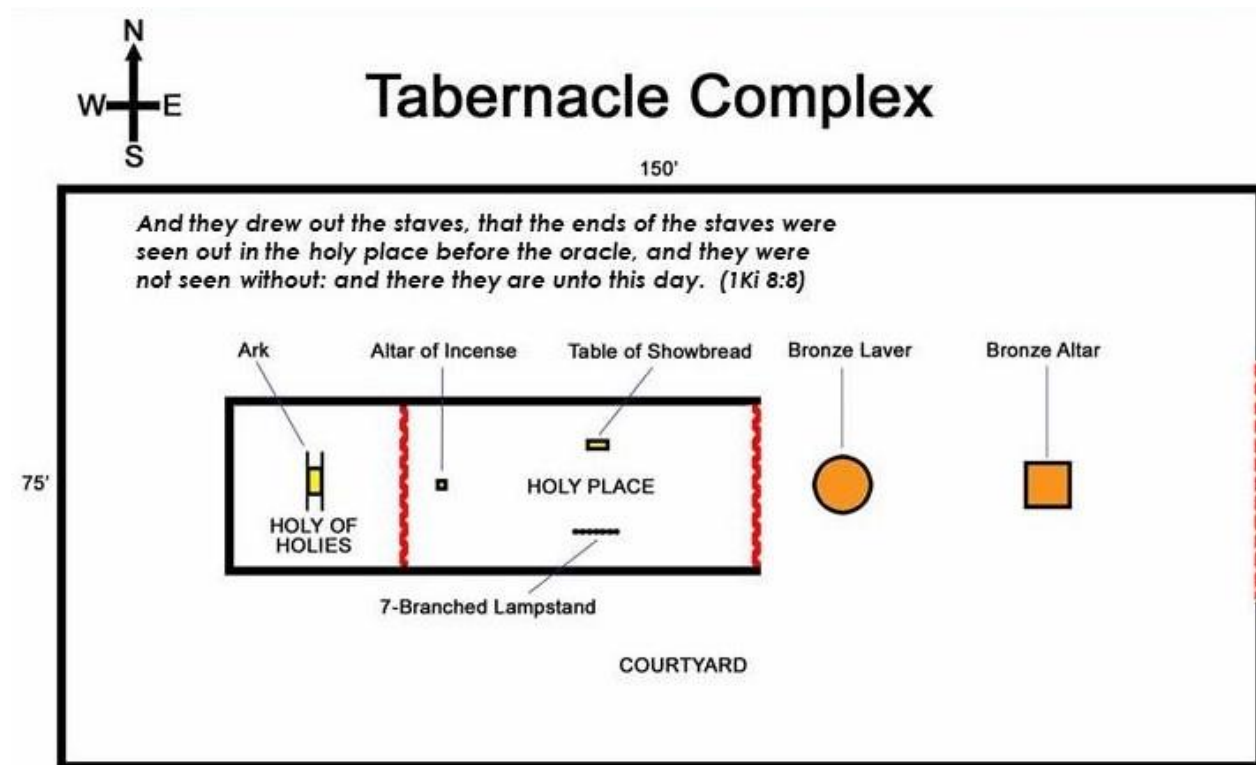 N
W E
S
Tabernacle Complex
150'
And they drew out the staves, that the ends of the staves were
seen out in the holy place before the oracle, and they were
not seen without: and there they are unto this day. (1Ki 8:8)
Ark
Altar of Incense
Table of Showbread
Bronze Laver
Bronze Altar
75'
HOLY PLACE
HOLY OF
HOLIES
7-Branched Lampstand
COURTYARD